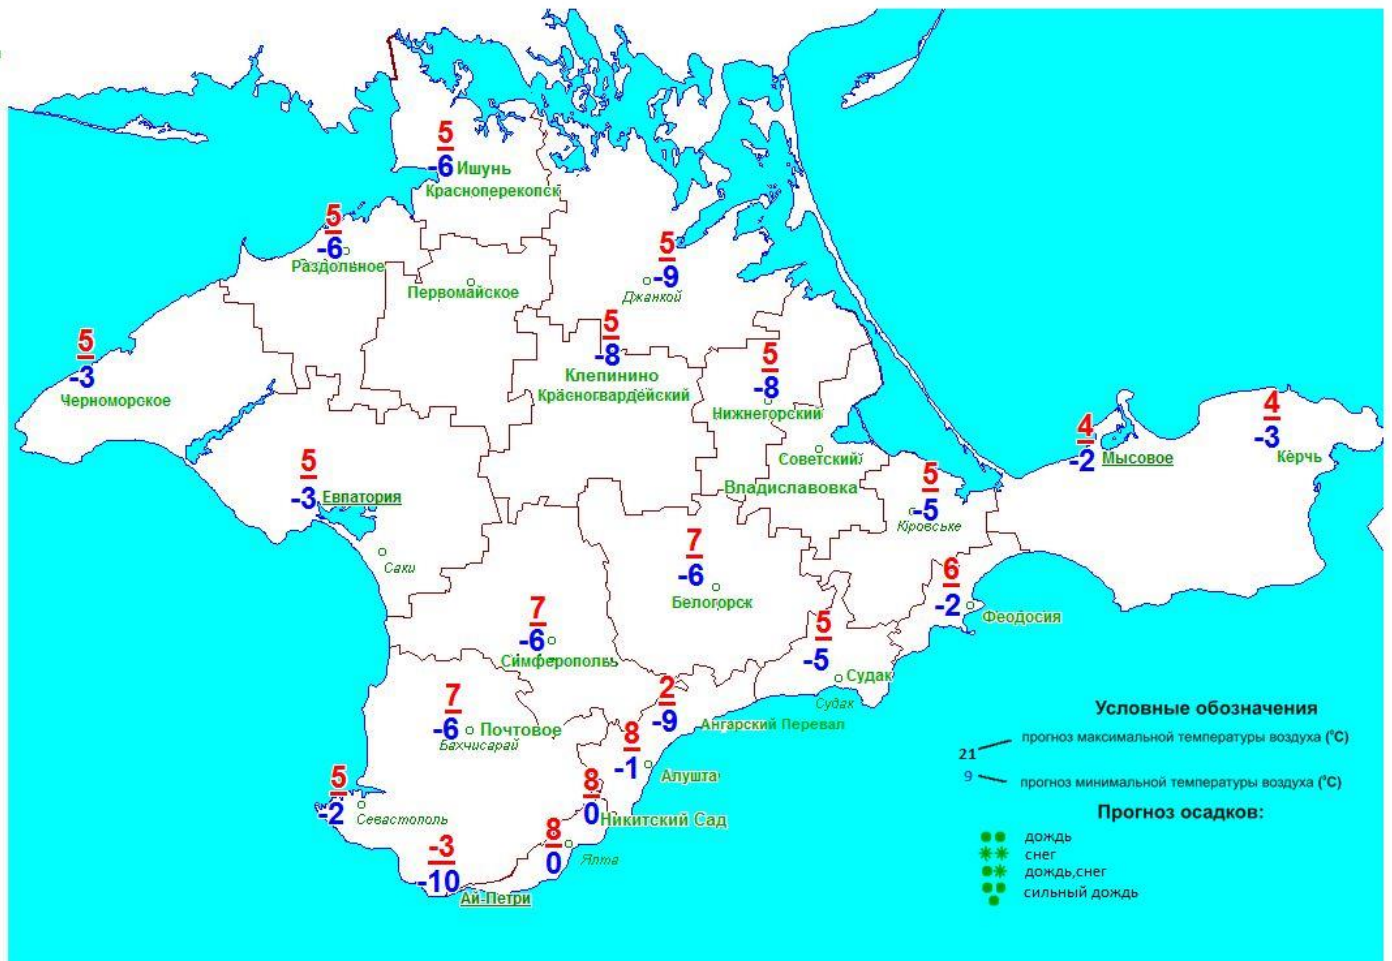 5
-6 Ишунь
Красноперекопск
5
-6
Раздольное
5
-9
Джанкой
Первомайское
5
-3
Черноморское
5
-8
Клепинино
Красногвардейский
5
-8
Нижнегорский
4
-2 Мысовое
4
-3
Керчь
5
-3 Евпатория
Советский
Владиславовка
5
-5
Кіровське
Саки
7
-6
Белогорск
6
-2
Феодосия
7
-6
Симферополь
5
-5
Судак
Судак
7
-6 Почтовое
Бахчисарай
2
-9 Ангарский Перевал
8
-1 Алушта
5
-2 Севастополь
8
0 Никитский Сад
8
0 Ялта
-3
-10
Ай-Петри
Условные обозначения
прогноз максимальной температуры воздуха (°C)
21
9 прогноз минимальной температуры воздуха (°C)
Прогноз осадков:
дождь
снег
дождь,снег
сильный дождь